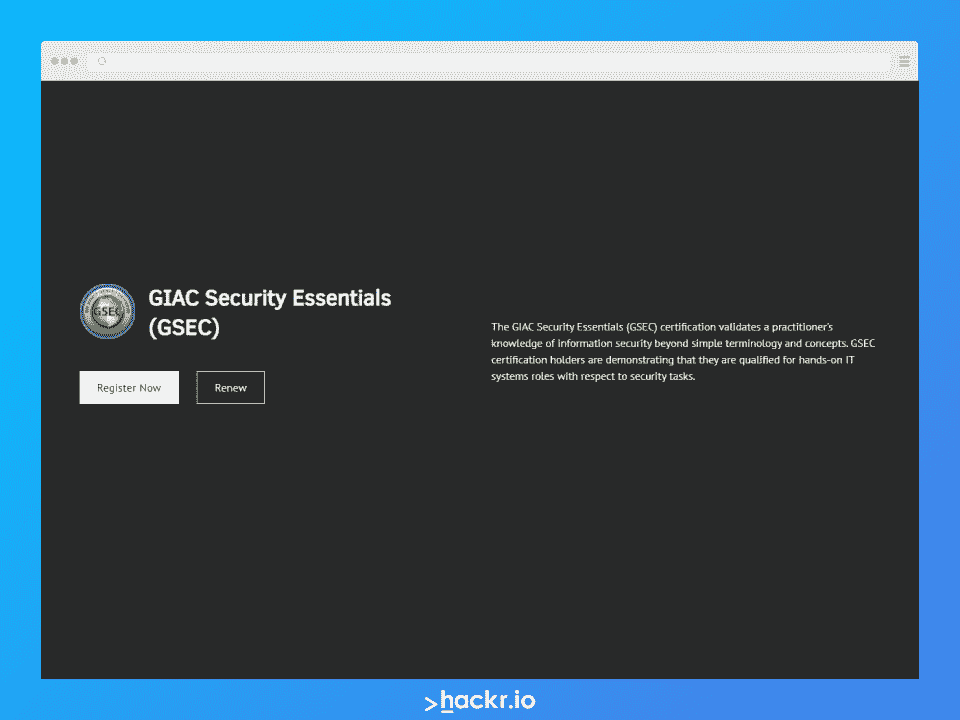 GSEC
GIAC Security Essentials
(GSEC)
Register Now
Renew
The GIAC Security Essentials (GSEC) certification validates a practitioner's
knowledge of information security beyond simple terminology and concepts. GSEC
certification holders are demonstrating that they are qualified for hands-on IT
systems roles with respect to security tasks.
>hackr.io